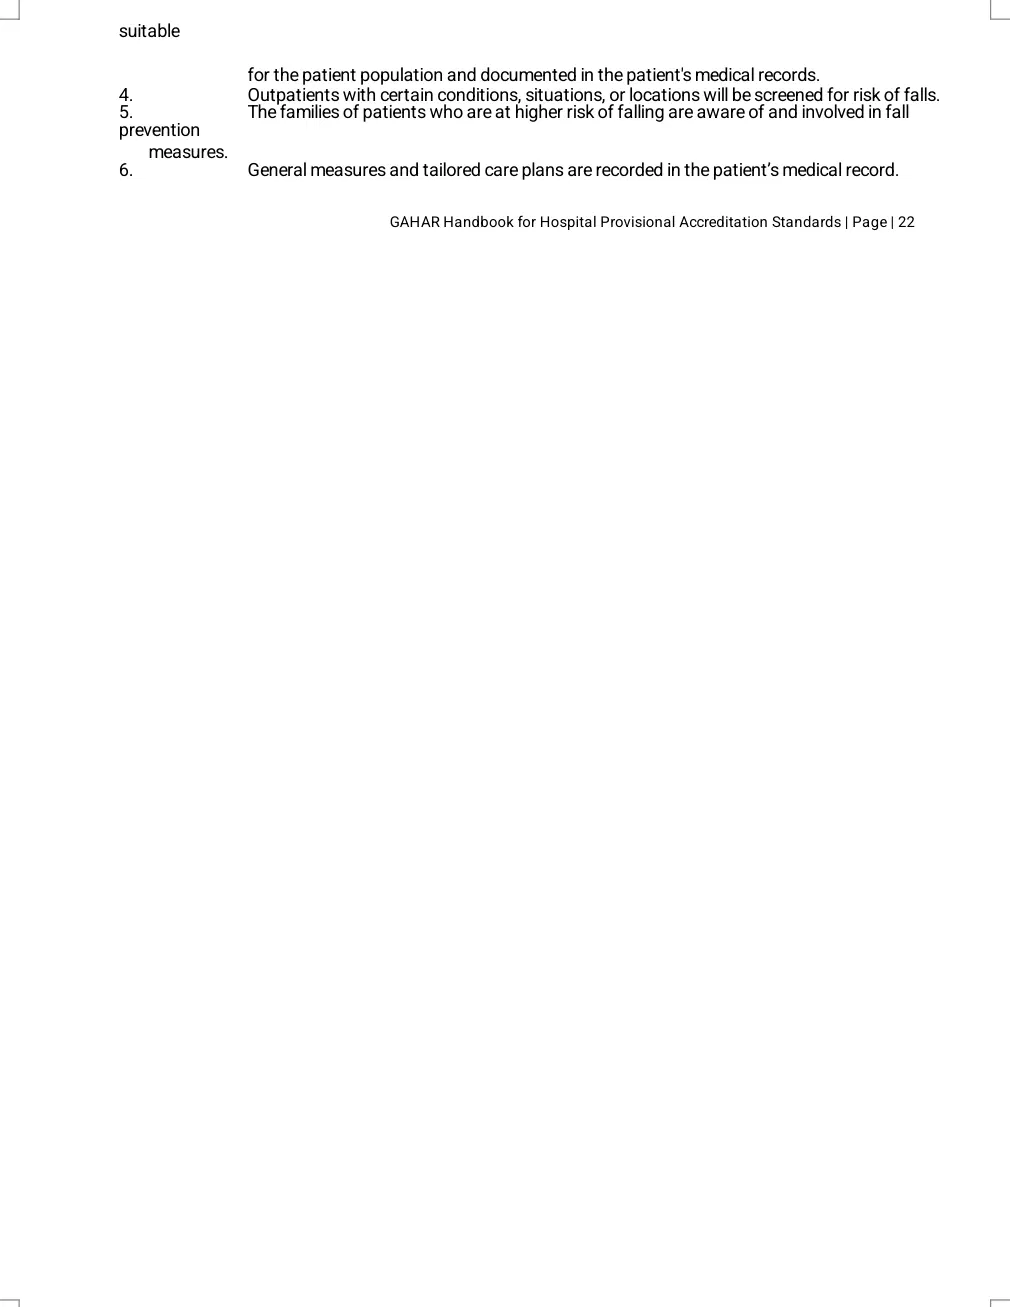 suitable
for the patient population and documented in the patient's medical records.
4. Outpatients with certain conditions, situations, or locations will be screened for risk of falls.
5. The families of patients who are at higher risk of falling are aware of and involved in fall
prevention
measures.
6. General measures and tailored care plans are recorded in the patient’s medical record.
GAHAR Handbook for Hospital Provisional Accreditation Standards | Page | 22